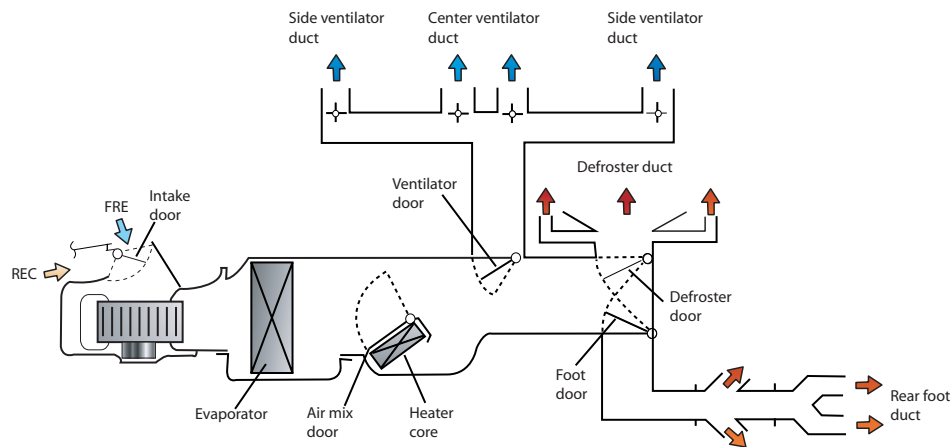 Side ventilator
duct
Center ventilator
duct
Side ventilator
duct
Defroster duct
Ventilator
door
Intake
door
FRE
REC
Defroster
door
Foot
door
Evaporator
Air mix
door
Heater
core
Rear foot
duct